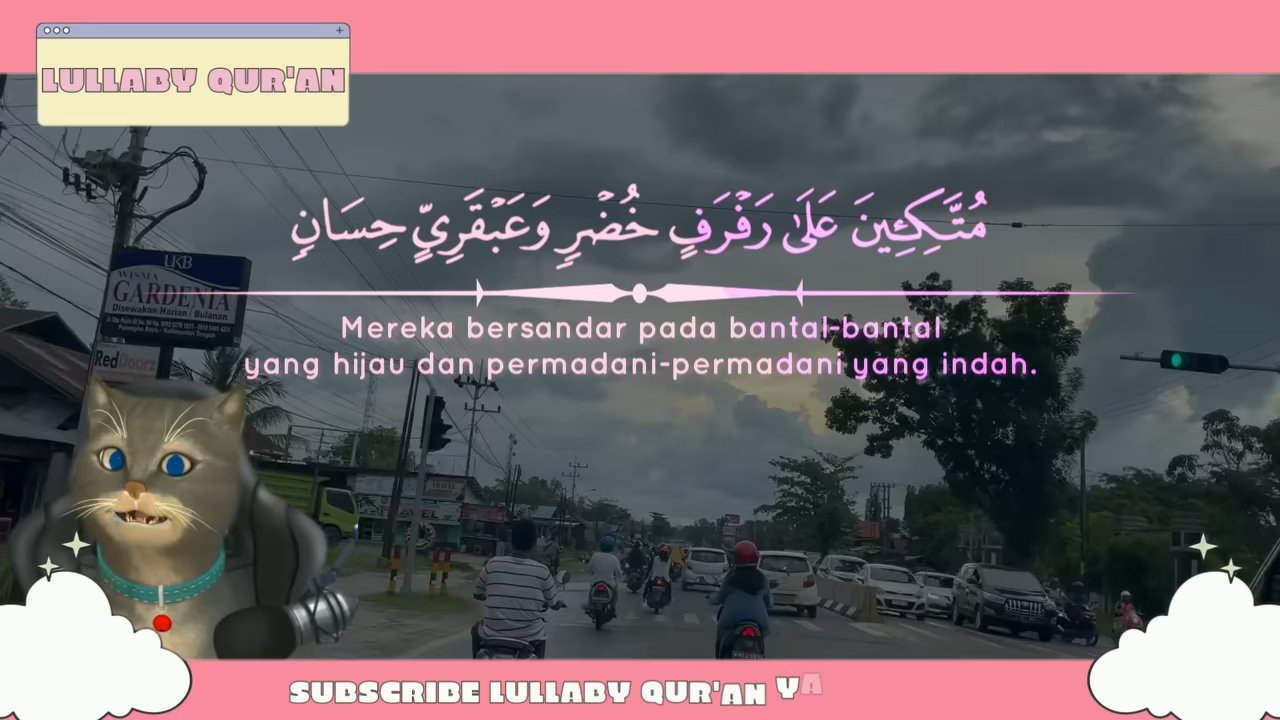 LULLABY QUR'AN
مُتَّكِـِٔينَ عَلَىٰ رَفْرَفٍ خُضْرٍ وَعَبْقَرِيٍّ حِسَانٍ
Mereka bersandar pada bantal-bantal
yang hijau dan permadani-permadani yang indah.
UKB
WISMA
GARDENIA
Disewakan Harian / Bulanan
RedDoorz
SUBSCRIBE LULLABY QUR'AN YA